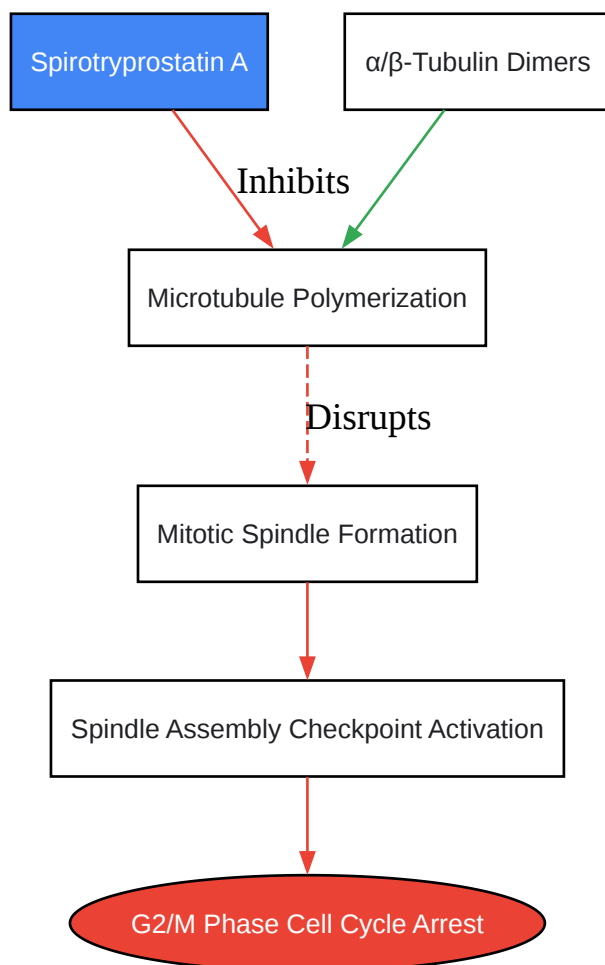 Spirotryprostatin A
α/β-Tubulin Dimers
Inhibits
Microtubule Polymerization
Disrupts
Mitotic Spindle Formation
Spindle Assembly Checkpoint Activation
G2/M Phase Cell Cycle Arrest